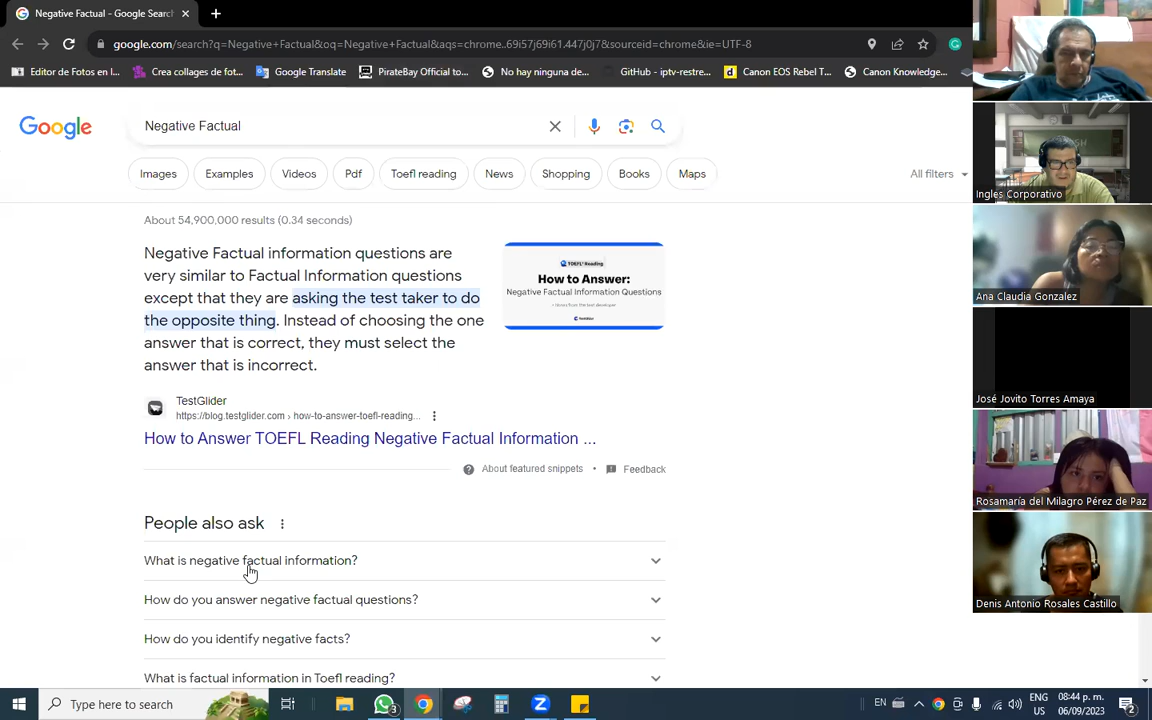 Negative Factual - Google Search
google.com/search?q=Negative+Factual&oq=Negative+Factual&aqs=chrome..69i57j69i61.447j0j7&sourceid=chrome&ie=UTF-8
Editor de Fotos en l...
Crea collages de fot...
Google Translate
PirateBay Official to...
No hay ninguna de...
GitHub - iptv-restre...
Canon EOS Rebel T...
Canon Knowledge...
Google
Negative Factual
Images
Examples
Videos
Pdf
Toefl reading
News
Shopping
Books
Maps
All filters
About 54,900,000 results (0.34 seconds)
Negative Factual information questions are
very similar to Factual Information questions
except that they are asking the test taker to do
the opposite thing. Instead of choosing the one
answer that is correct, they must select the
answer that is incorrect.
TOEFL® Reading
How to Answer:
Negative Factual Information Questions
TestGlider
https://blog.testglider.com › how-to-answer-toefl-reading...
How to Answer TOEFL Reading Negative Factual Information ...
About featured snippets
Feedback
People also ask
What is negative factual information?
How do you answer negative factual questions?
How do you identify negative facts?
What is factual information in Toefl reading?
Ingles Corporativo
Ana Claudia Gonzalez
José Jovito Torres Amaya
Rosamaría del Milagro Pérez de Paz
Denis Antonio Rosales Castillo
Type here to search
3
EN
ENG
US
08:44 p. m.
06/09/2023
2